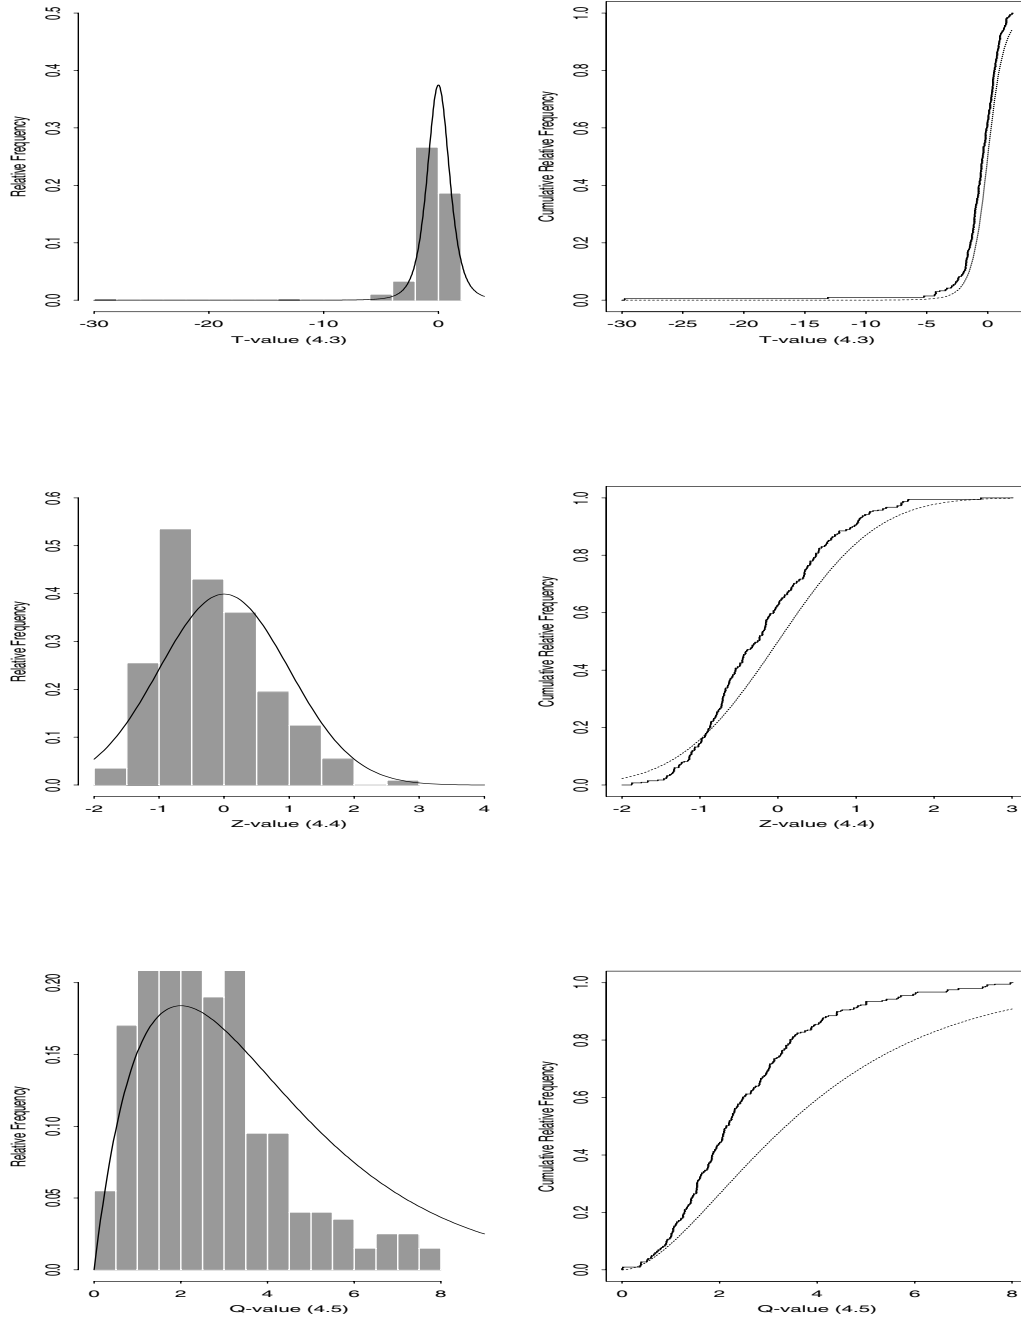 0.5
0.4
0.3
0.2
0.1
0.0
Relative Frequency
-30 -20 -10 0
T-value (4.3)
1.0
0.8
0.6
0.4
0.2
0.0
Cumulative Relative Frequency
-30 -25 -20 -15 -10 -5 0
T-value (4.3)
0.6
0.5
0.4
0.3
0.2
0.1
0.0
Relative Frequency
-2 -1 0 1 2 3 4
Z-value (4.4)
1.0
0.8
0.6
0.4
0.2
0.0
Cumulative Relative Frequency
-2 -1 0 1 2 3
Z-value (4.4)
0.20
0.15
0.10
0.05
0.0
Relative Frequency
0 2 4 6 8
Q-value (4.5)
1.0
0.8
0.6
0.4
0.2
0.0
Cumulative Relative Frequency
0 2 4 6 8
Q-value (4.5)